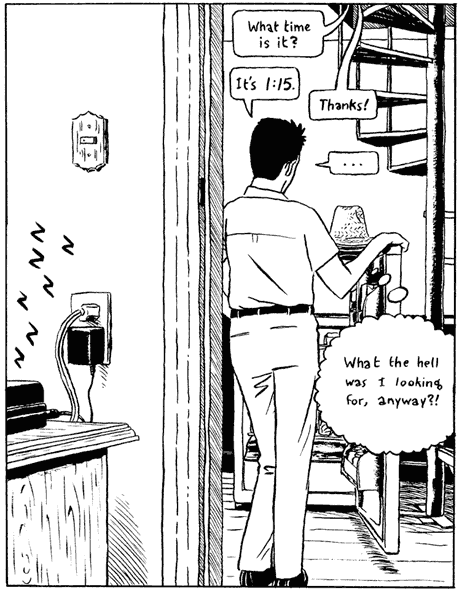 What time
is it?
It's 1:15.
Thanks!
....
What the hell
was I looking
for, anyway?!
N
N
N
N
N
N
N
N